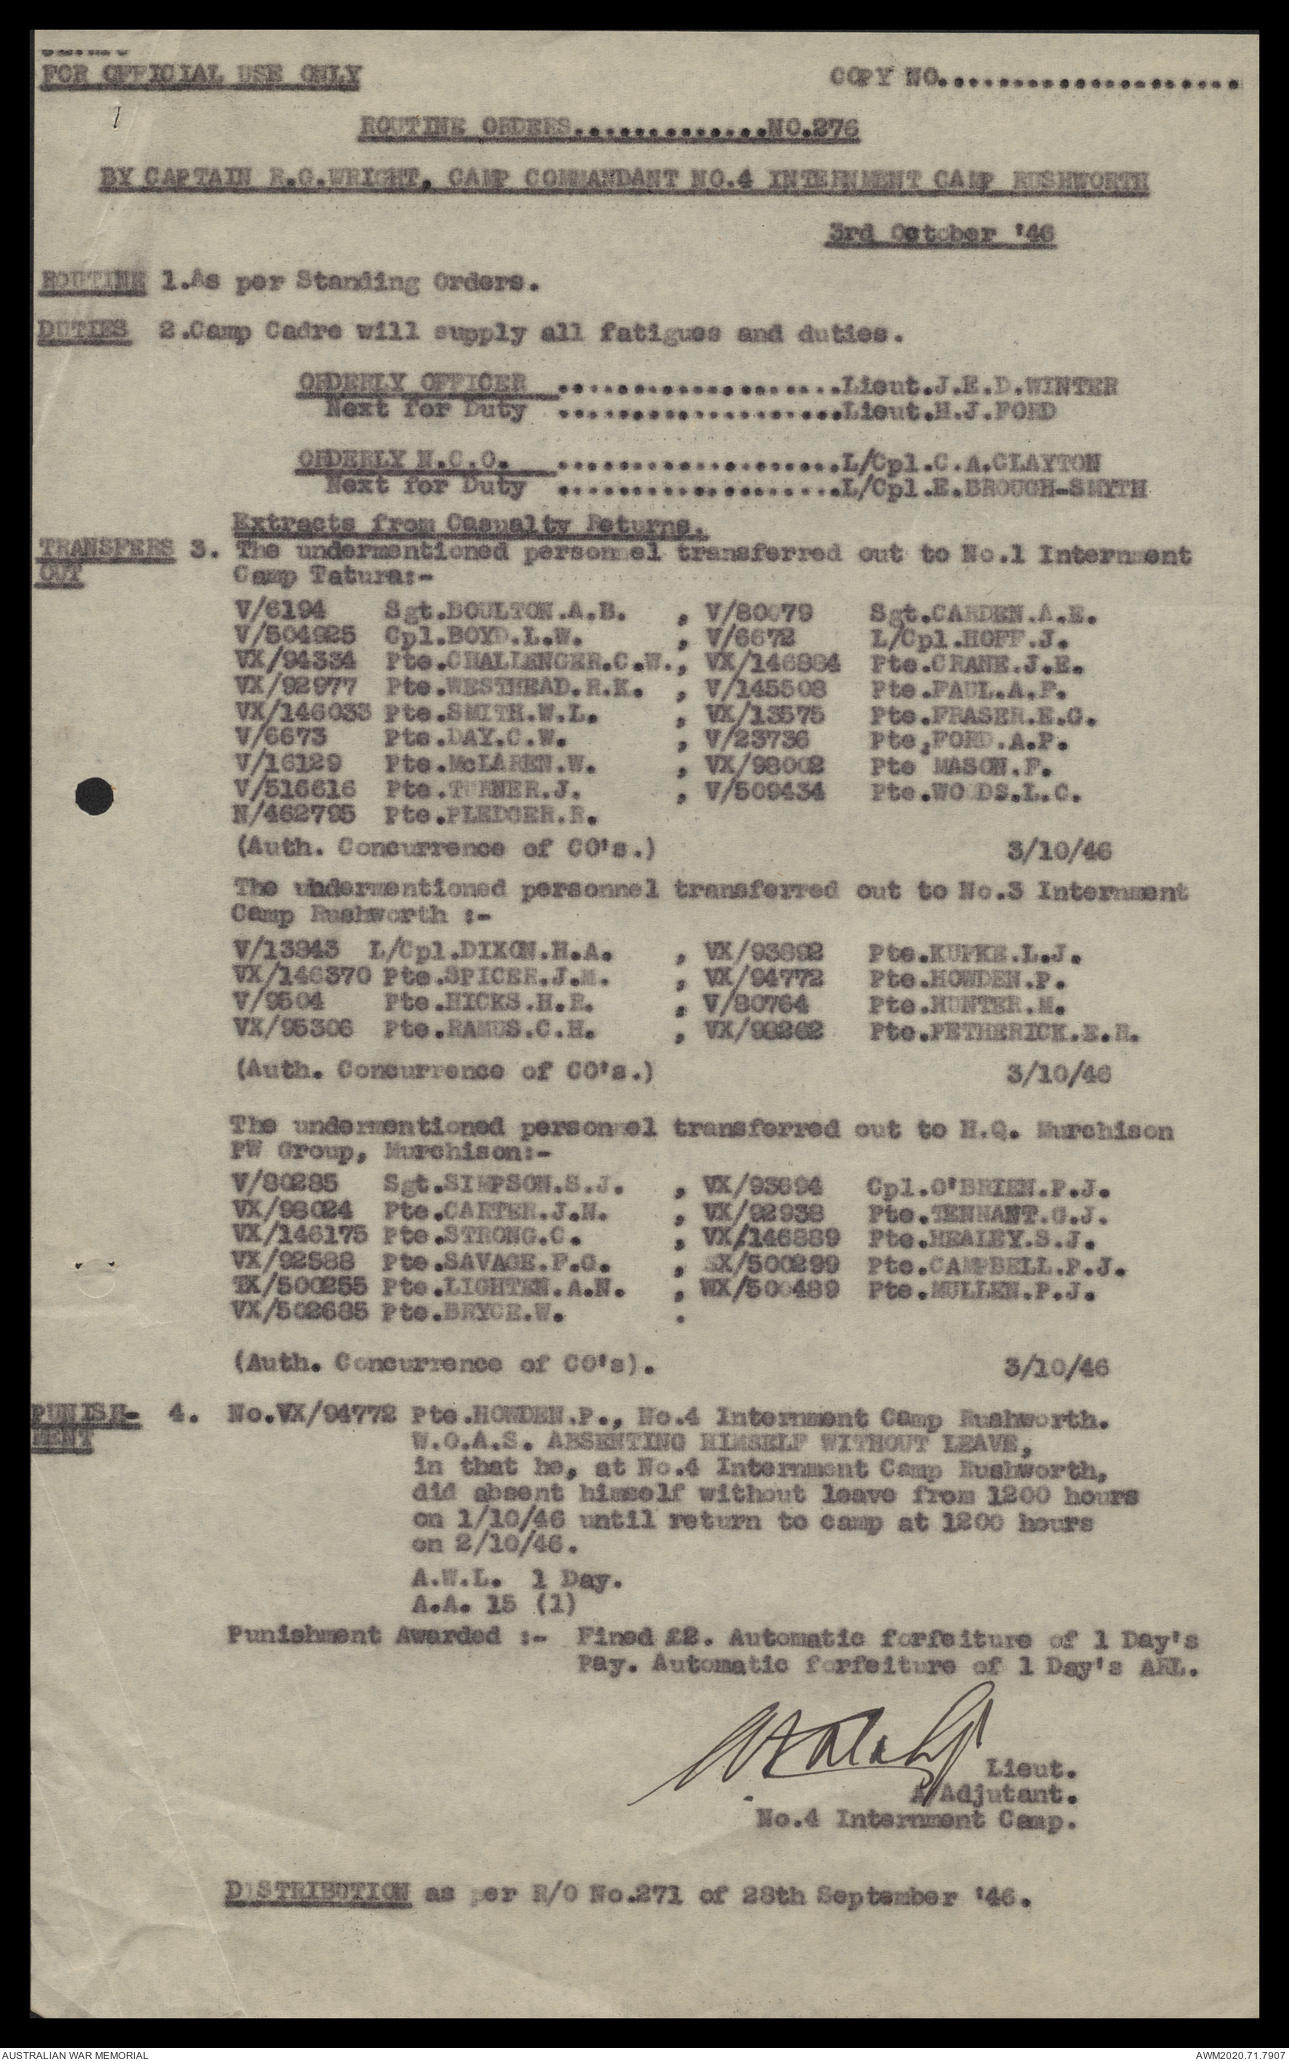 FOR OFFICIAL USE ONLY COPY NO....................
1
ROUTINE ORDERS.............NO.276
BY CAPTAIN R.G.WRIGHT, CAMP COMMANDANT NO.4 INTERNMENT CAMP RUSHWORTH
3rd October '46
ROUTINE 1.As per Standing Orders.
DUTIES 2.Camp Cadre will supply all fatigues and duties.
ORDERLY OFFICER ...................Lieut.J.E.D.WINTER
Next for Duty ...................Lieut.H.J.FORD
ORDERLY N.C.O. ...................L/Cpl.C.A.CLAYTON
Next for Duty ...................L/Cpl.E.BROUGH-SMYTH
Extracts from Casualty Returns.
TRANSFERS 3. The undermentioned personnel transferred out to No.1 Internment
OUT Camp Tatura:-
V/6194 Sgt.BOULTON.A.B. , V/80079 Sgt.CARDEN.A.E.
V/504925 Cpl.BOYD.L.W. , V/6672 L/Cpl.HOFF.J.
VX/94334 Pte.CHALLENGER.C.W., VX/146884 Pte.CRANE.J.E.
VX/92977 Pte.WESTHEAD.R.K. , V/145508 Pte.PAUL.A.F.
VX/146033 Pte.SMITH.W.L. , VX/13575 Pte.FRASER.E.G.
V/6673 Pte.DAY.C.W. , V/23736 Pte,FORD.A.P.
V/16129 Pte.McLAREN.W. , VX/98002 Pte MASON.F.
V/516616 Pte.TURNER.J. , V/509434 Pte.WOODS.L.C.
N/462795 Pte.PLEDGER.R.
(Auth. Concurrence of CO's.) 3/10/46
The undermentioned personnel transferred out to No.3 Internment
Camp Rushworth :-
V/13843 L/Cpl.DIXON.H.A. , VX/93692 Pte.KUPKE.L.J.
VX/146370 Pte.SPICER.J.M. , VX/94772 Pte.HOWDEN.P.
V/9504 Pte.HICKS.H.R. , V/80764 Pte.HUNTER.M.
VX/95306 Pte.RAMUS.C.H. , VX/99262 Pte.PETHERICK.E.R.
(Auth. Concurrence of CO's.) 3/10/46
The undermentioned personnel transferred out to H.Q. Murchison
PW Group, Murchison:-
V/80285 Sgt.SIMPSON.S.J. , VX/93694 Cpl.O'BRIEN.P.J.
VX/98024 Pte.CARTER.J.N. , VX/92938 Pte.TENNANT.G.J.
VX/146175 Pte.STRONG.C. , VX/146889 Pte.HEALEY.S.J.
VX/92588 Pte.SAVAGE.F.G. , SX/500299 Pte.CAMPBELL.P.J.
TX/500255 Pte.LIGHTEN.A.N. , WX/500489 Pte.MULLEN.P.J.
VX/502685 Pte.BRYCE.W. .
(Auth. Concurrence of CO's). 3/10/46
PUNISH- 4. No.VX/94772 Pte.HOWDEN.P., No.4 Internment Camp Rushworth.
MENT W.O.A.S. ABSENTING HIMSELF WITHOUT LEAVE,
in that he, at No.4 Internment Camp Rushworth,
did absent himself without leave from 1200 hours
on 1/10/46 until return to camp at 1200 hours
on 2/10/46.
A.W.L. 1 Day.
A.A. 15 (1)
Punishment Awarded :- Fined £2. Automatic forfeiture of 1 Day's
Pay. Automatic forfeiture of 1 Day's ARL.
Lieut.
A/Adjutant.
No.4 Internment Camp.
DISTRIBUTION as per R/O No.271 of 28th September '46.
AUSTRALIAN WAR MEMORIAL AWM2020.71.7907